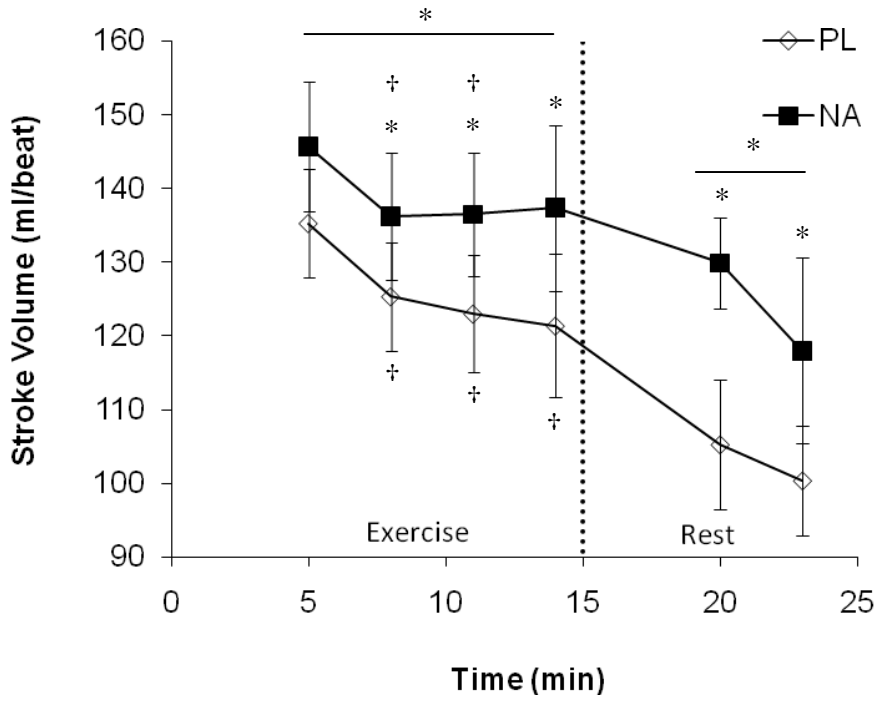 *
160
PL
† † *
150
* *
NA
*
140
*
*
130
120
†
†
110
†
100
Exercise
Rest
90
0 5 10 15 20 25
Stroke Volume (ml/beat)
Time (min)